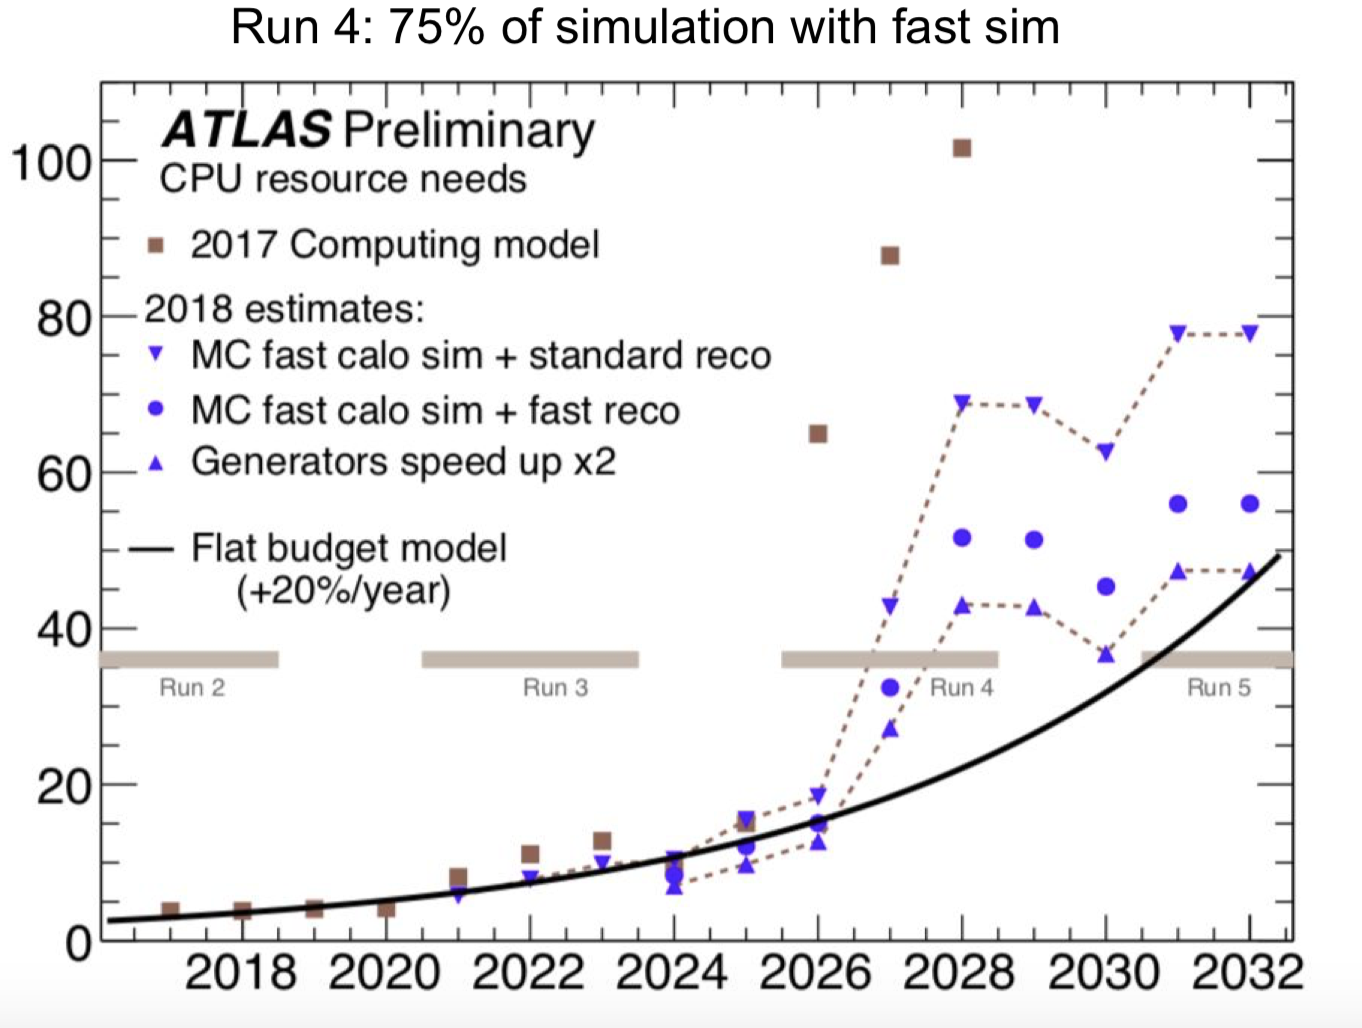 Run 4: 75% of simulation with fast sim
ATLAS Preliminary
CPU resource needs
2017 Computing model
2018 estimates:
MC fast calo sim + standard reco
MC fast calo sim + fast reco
Generators speed up x2
Flat budget model
(+20%/year)
100
80
60
40
20
0
Run 2
Run 3
Run 4
Run 5
2018 2020 2022 2024 2026 2028 2030 2032